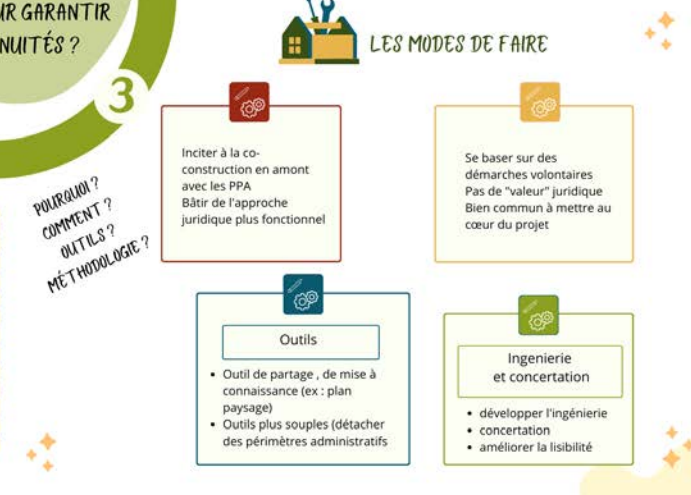 UR GARANTIR
NUITÉS ?
3
LES MODES DE FAIRE
POURQUOI ?
COMMENT ?
OUTILS ?
MÉTHODOLOGIE ?
Inciter à la co-
construction en amont
avec les PPA
Bâtir de l'approche
juridique plus fonctionnel
Se baser sur des
démarches volontaires
Pas de "valeur" juridique
Bien commun à mettre au
cœur du projet
Outils
• Outil de partage , de mise à
connaissance (ex : plan
paysage)
• Outils plus souples (détacher
des périmètres administratifs
Ingenierie
et concertation
• développer l'ingénierie
• concertation
• améliorer la lisibilité